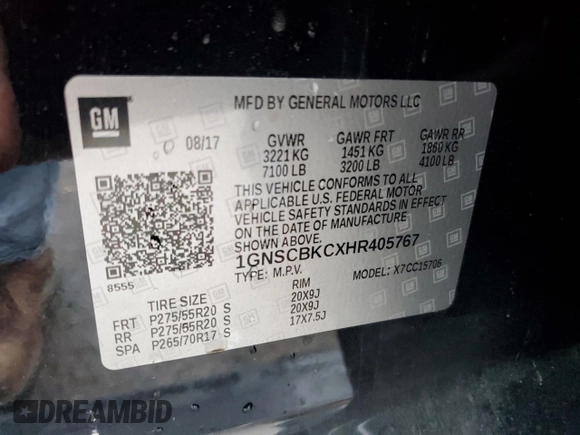 GM
MFD BY GENERAL MOTORS LLC
08/17 GVWR GAWR FRT GAWR RR
3221 KG 1451 KG 1860 KG
7100 LB 3200 LB 4100 LB
THIS VEHICLE CONFORMS TO ALL
APPLICABLE U.S. FEDERAL MOTOR
VEHICLE SAFETY STANDARDS IN EFFECT
ON THE DATE OF MANUFACTURE
SHOWN ABOVE.
1GNSCBKCXHR405767
8555 TYPE: M.P.V. MODEL: X7CC15706
TIRE SIZE RIM
FRT P275/55R20 S 20X9J
RR P275/55R20 S 20X9J
SPA P265/70R17 S 17X7.5J
DREAMBID